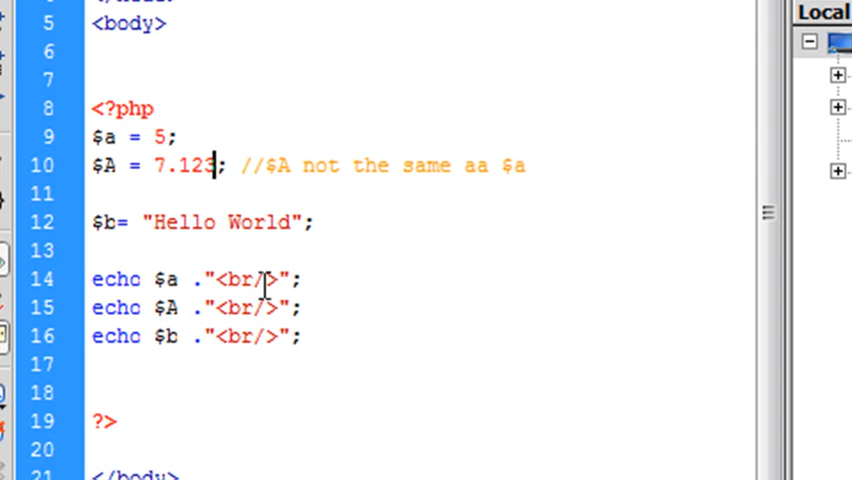 Local
5 <body>
6
7
8 <?php
9 $a = 5;
10 $A = 7.123; //$A not the same aa $a
11
12 $b= "Hello World";
13
14 echo $a ."<br/>";
15 echo $A ."<br/>";
16 echo $b ."<br/>";
17
18
19 ?>
20
21 </body>